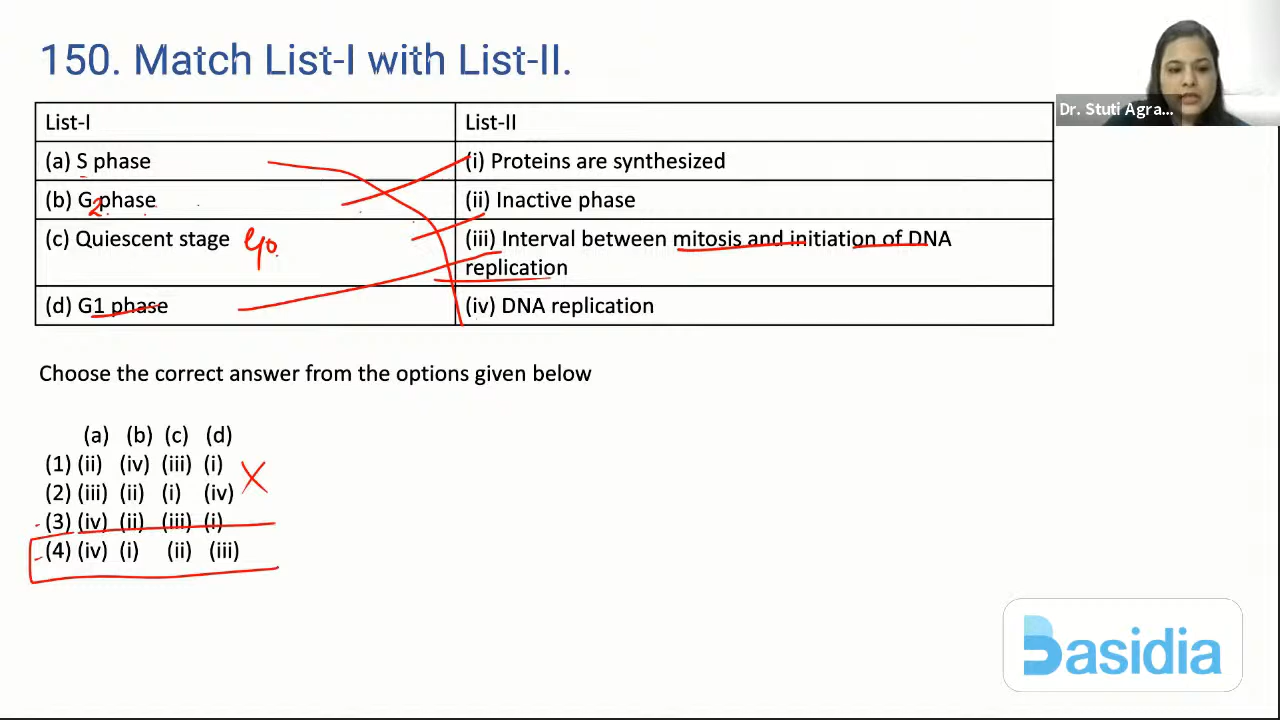 150. Match List-I with List-II.
Dr. Stuti Agra...
List-I
List-II
(a) S phase
(i) Proteins are synthesized
(b) G2phase
(ii) Inactive phase
(c) Quiescent stage G0
(iii) Interval between mitosis and initiation of DNA
replication
(d) G1 phase
(iv) DNA replication
Choose the correct answer from the options given below
(a) (b) (c) (d)
(1) (ii) (iv) (iii) (i)
(2) (iii) (ii) (i) (iv)
(3) (iv) (ii) (iii) (i)
(4) (iv) (i) (ii) (iii)
Basidia